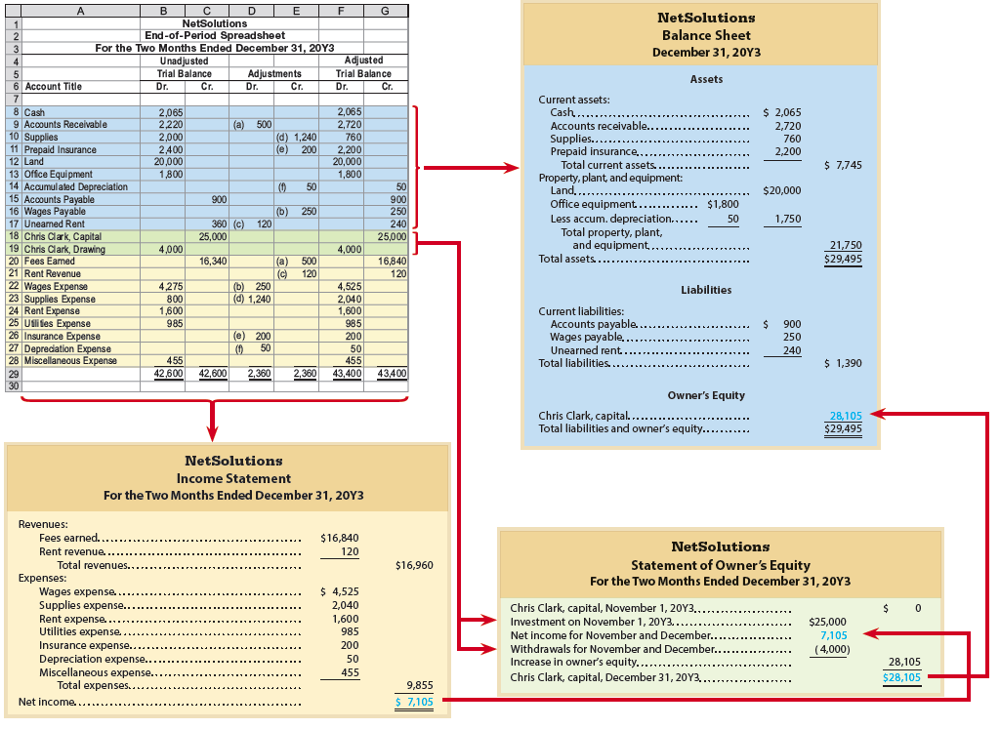 A B C D E F G
1 NetSolutions
2 End-of-Period Spreadsheet
3 For the Two Months Ended December 31, 20Y3
4 Unadjusted Adjusted
5 Trial Balance Adjustments Trial Balance
6 Account Title Dr. Cr. Dr. Cr. Dr. Cr.
7
8 Cash 2,065 2,065
9 Accounts Receivable 2,220 (a) 500 2,720
10 Supplies 2,000 (d) 1,240 760
11 Prepaid Insurance 2,400 (e) 200 2,200
12 Land 20,000 20,000
13 Office Equipment 1,800 1,800
14 Accumulated Depreciation (f) 50 50
15 Accounts Payable 900 900
16 Wages Payable (b) 250 250
17 Unearned Rent 360 (c) 120 240
18 Chris Clark, Capital 25,000 25,000
19 Chris Clark, Drawing 4,000 4,000
20 Fees Earned 16,340 (a) 500 16,840
21 Rent Revenue (c) 120 120
22 Wages Expense 4,275 (b) 250 4,525
23 Supplies Expense 800 (d) 1,240 2,040
24 Rent Expense 1,600 1,600
25 Utilities Expense 985 985
26 Insurance Expense (e) 200 200
27 Depreciation Expense (f) 50 50
28 Miscellaneous Expense 455 455
29 42,600 42,600 2,360 2,360 43,400 43,400
30
NetSolutions
Balance Sheet
December 31, 20Y3
Assets
Current assets:
Cash $ 2,065
Accounts receivable 2,720
Supplies 760
Prepaid insurance 2,200
Total current assets $ 7,745
Property, plant, and equipment:
Land $20,000
Office equipment $1,800
Less accum. depreciation 50 1,750
Total property, plant,
and equipment 21,750
Total assets $29,495
Liabilities
Current liabilities:
Accounts payable $ 900
Wages payable 250
Unearned rent 240
Total liabilities $ 1,390
Owner's Equity
Chris Clark, capital 28,105
Total liabilities and owner's equity $29,495
NetSolutions
Income Statement
For the Two Months Ended December 31, 20Y3
Revenues:
Fees earned $16,840
Rent revenue 120
Total revenues $16,960
Expenses:
Wages expense $ 4,525
Supplies expense 2,040
Rent expense 1,600
Utilities expense 985
Insurance expense 200
Depreciation expense 50
Miscellaneous expense 455
Total expenses 9,855
Net income $ 7,105
NetSolutions
Statement of Owner's Equity
For the Two Months Ended December 31, 20Y3
Chris Clark, capital, November 1, 20Y3 $ 0
Investment on November 1, 20Y3 $25,000
Net income for November and December 7,105
Withdrawals for November and December (4,000)
Increase in owner's equity 28,105
Chris Clark, capital, December 31, 20Y3 $28,105